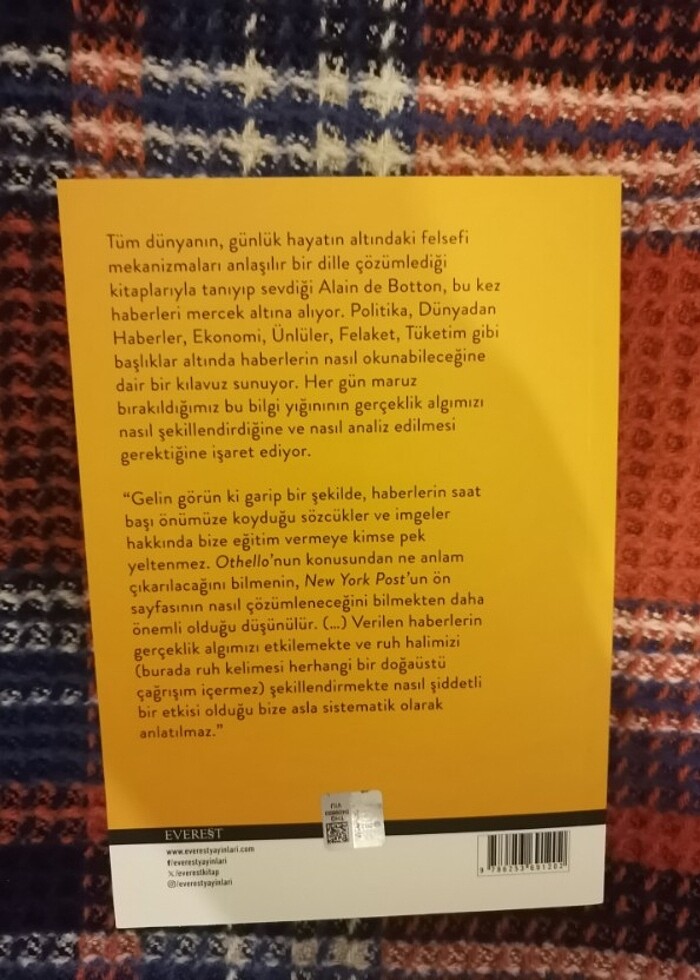 Tüm dünyanın, günlük hayatın altındaki felsefi
mekanizmaları anlaşılır bir dille çözümlediği
kitaplarıyla tanıyıp sevdiği Alain de Botton, bu kez
haberleri mercek altına alıyor. Politika, Dünyadan
Haberler, Ekonomi, Ünlüler, Felaket, Tüketim gibi
başlıklar altında haberlerin nasıl okunabileceğine
dair bir kılavuz sunuyor. Her gün maruz
bırakıldığımız bu bilgi yığınının gerçeklik algımızı
nasıl şekillendirdiğine ve nasıl analiz edilmesi
gerektiğine işaret ediyor.
“Gelin görün ki garip bir şekilde, haberlerin saat
başı önümüze koyduğu sözcükler ve imgeler
hakkında bize eğitim vermeye kimse pek
yeltenmez. Othello’nun konusundan ne anlam
çıkarılacağını bilmenin, New York Post’un ön
sayfasının nasıl çözümleneceğini bilmekten daha
önemli olduğu düşünülür. (...) Verilen haberlerin
gerçeklik algımızı etkilemekte ve ruh halimizi
(burada ruh kelimesi herhangi bir doğaüstü
çağrışım içermez) şekillendirmekte nasıl şiddetli
bir etkisi olduğu bize asla sistematik olarak
anlatılmaz.”
EVEREST
www.everestyayinlari.com
f/everestyayinlari
X/everestkitap
/everestyayinlari